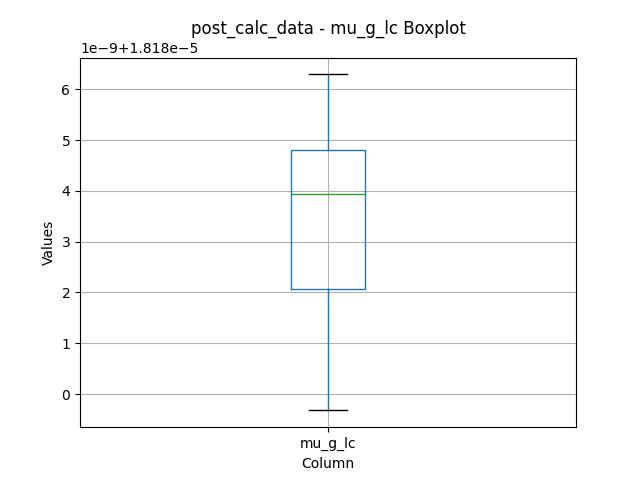 post_calc_data - mu_g_lc Boxplot
1e−9+1.818e−5
6
5
4
3
2
1
0
Values
mu_g_lc
Column